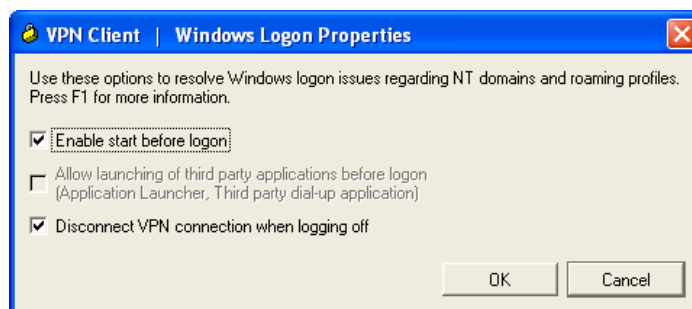 VPN Client | Windows Logon Properties
Use these options to resolve Windows logon issues regarding NT domains and roaming profiles.
Press F1 for more information.
Enable start before logon
Allow launching of third party applications before logon
(Application Launcher, Third party dial-up application)
Disconnect VPN connection when logging off
OK Cancel